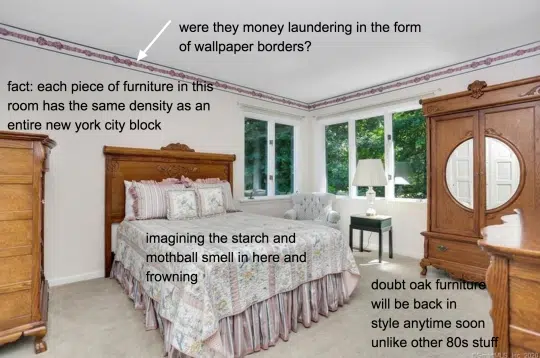 were they money laundering in the form
of wallpaper borders?
fact: each piece of furniture in this
room has the same density as an
entire new york city block
imagining the starch and
mothball smell in here and
frowning
doubt oak furniture
will be back in
style anytime soon
unlike other 80s stuff